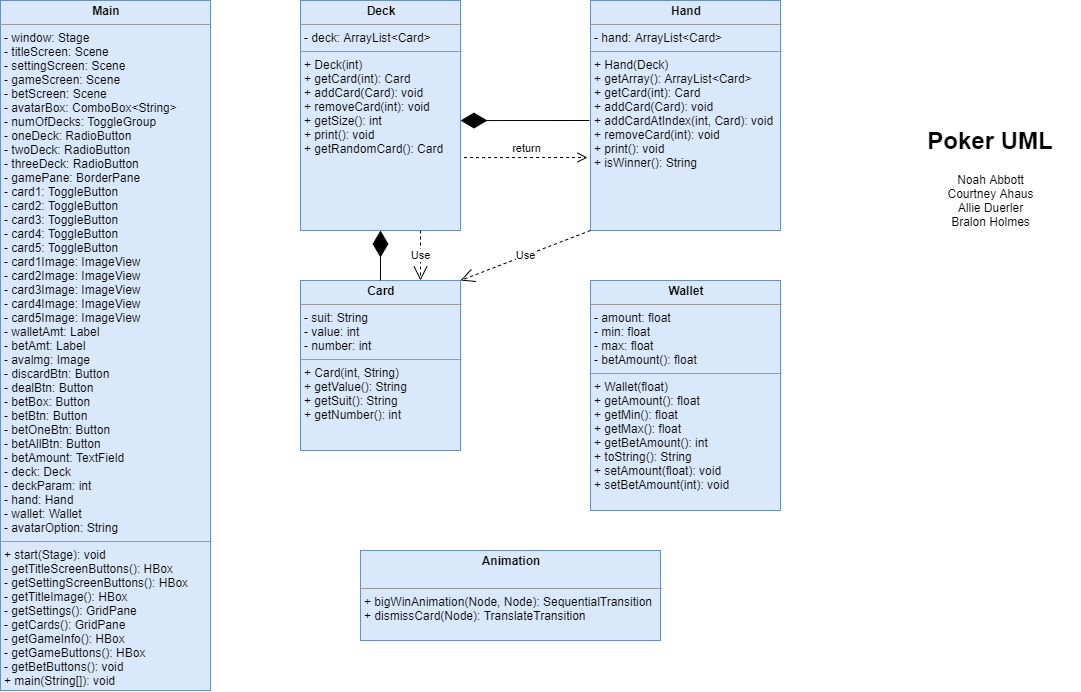 Main
- window: Stage
- titleScreen: Scene
- settingScreen: Scene
- gameScreen: Scene
- betScreen: Scene
- avatarBox: ComboBox<String>
- numOfDecks: ToggleGroup
- oneDeck: RadioButton
- twoDeck: RadioButton
- threeDeck: RadioButton
- gamePane: BorderPane
- card1: ToggleButton
- card2: ToggleButton
- card3: ToggleButton
- card4: ToggleButton
- card5: ToggleButton
- card1Image: ImageView
- card2Image: ImageView
- card3Image: ImageView
- card4Image: ImageView
- card5Image: ImageView
- walletAmt: Label
- betAmt: Label
- avaImg: Image
- discardBtn: Button
- dealBtn: Button
- betBox: Button
- betBtn: Button
- betOneBtn: Button
- betAllBtn: Button
- betAmount: TextField
- deck: Deck
- deckParam: int
- hand: Hand
- wallet: Wallet
- avatarOption: String
+ start(Stage): void
- getTitleScreenButtons(): HBox
- getSettingScreenButtons(): HBox
- getTitleImage(): HBox
- getSettings(): GridPane
- getCards(): GridPane
- getGameInfo(): HBox
- getGameButtons(): HBox
- getBetButtons(): void
+ main(String[]): void
Deck
- deck: ArrayList<Card>
+ Deck(int)
+ getCard(int): Card
+ addCard(Card): void
+ removeCard(int): void
+ getSize(): int
+ print(): void
+ getRandomCard(): Card
return
Hand
- hand: ArrayList<Card>
+ Hand(Deck)
+ getArray(): ArrayList<Card>
+ getCard(int): Card
+ addCard(Card): void
+ addCardAtIndex(int, Card): void
+ removeCard(int): void
+ print(): void
+ isWinner(): String
Use
Use
Card
- suit: String
- value: int
- number: int
+ Card(int, String)
+ getValue(): String
+ getSuit(): String
+ getNumber(): int
Wallet
- amount: float
- min: float
- max: float
- betAmount(): float
+ Wallet(float)
+ getAmount(): float
+ getMin(): float
+ getMax(): float
+ getBetAmount(): int
+ toString(): String
+ setAmount(float): void
+ setBetAmount(int): void
Animation
+ bigWinAnimation(Node, Node): SequentialTransition
+ dismissCard(Node): TranslateTransition
Poker UML
Noah Abbott
Courtney Ahaus
Allie Duerler
Bralon Holmes